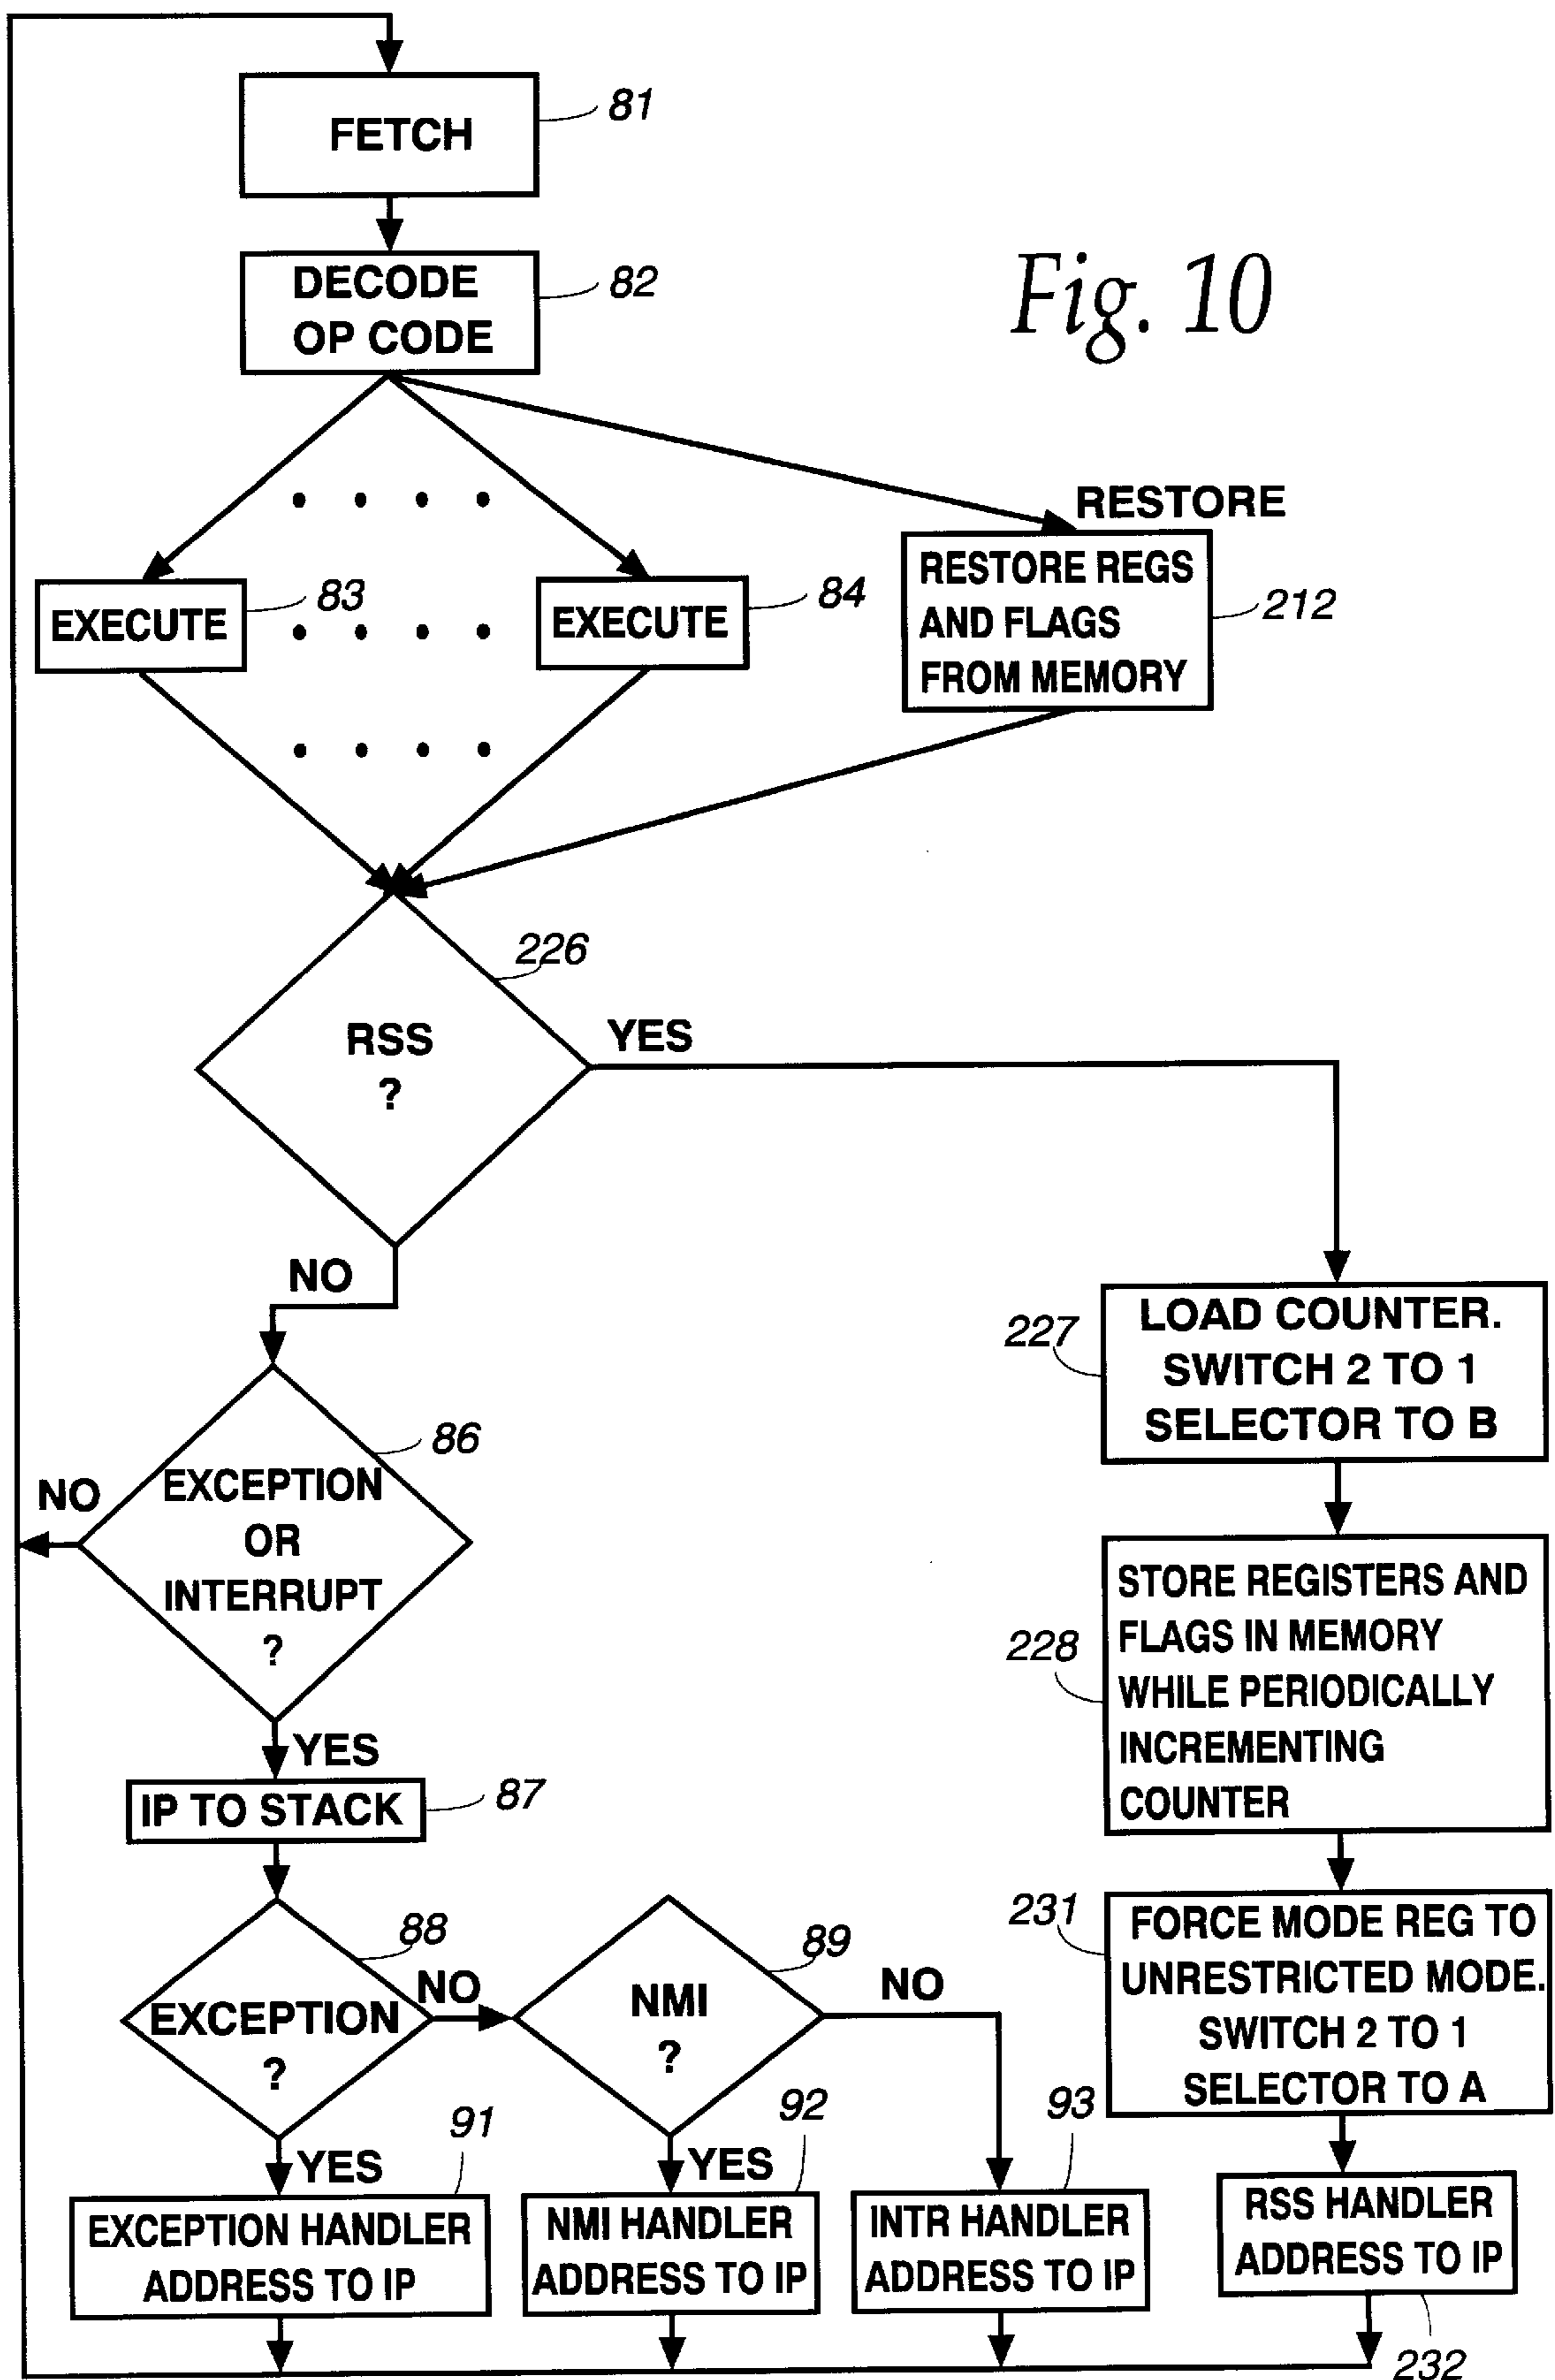 FETCH
81
DECODE
OP CODE
82
Fig. 10
RESTORE
EXECUTE
83
EXECUTE
84
RESTORE REGS
AND FLAGS
FROM MEMORY
212
226
RSS
?
YES
NO
227
LOAD COUNTER.
SWITCH 2 TO 1
SELECTOR TO B
86
NO
EXCEPTION
OR
INTERRUPT
?
228
STORE REGISTERS AND
FLAGS IN MEMORY
WHILE PERIODICALLY
INCREMENTING
COUNTER
YES
IP TO STACK
87
88
EXCEPTION
?
NO
89
NMI
?
NO
231
FORCE MODE REG TO
UNRESTRICTED MODE.
SWITCH 2 TO 1
SELECTOR TO A
YES
91
YES
92
93
EXCEPTION HANDLER
ADDRESS TO IP
NMI HANDLER
ADDRESS TO IP
INTR HANDLER
ADDRESS TO IP
RSS HANDLER
ADDRESS TO IP
232